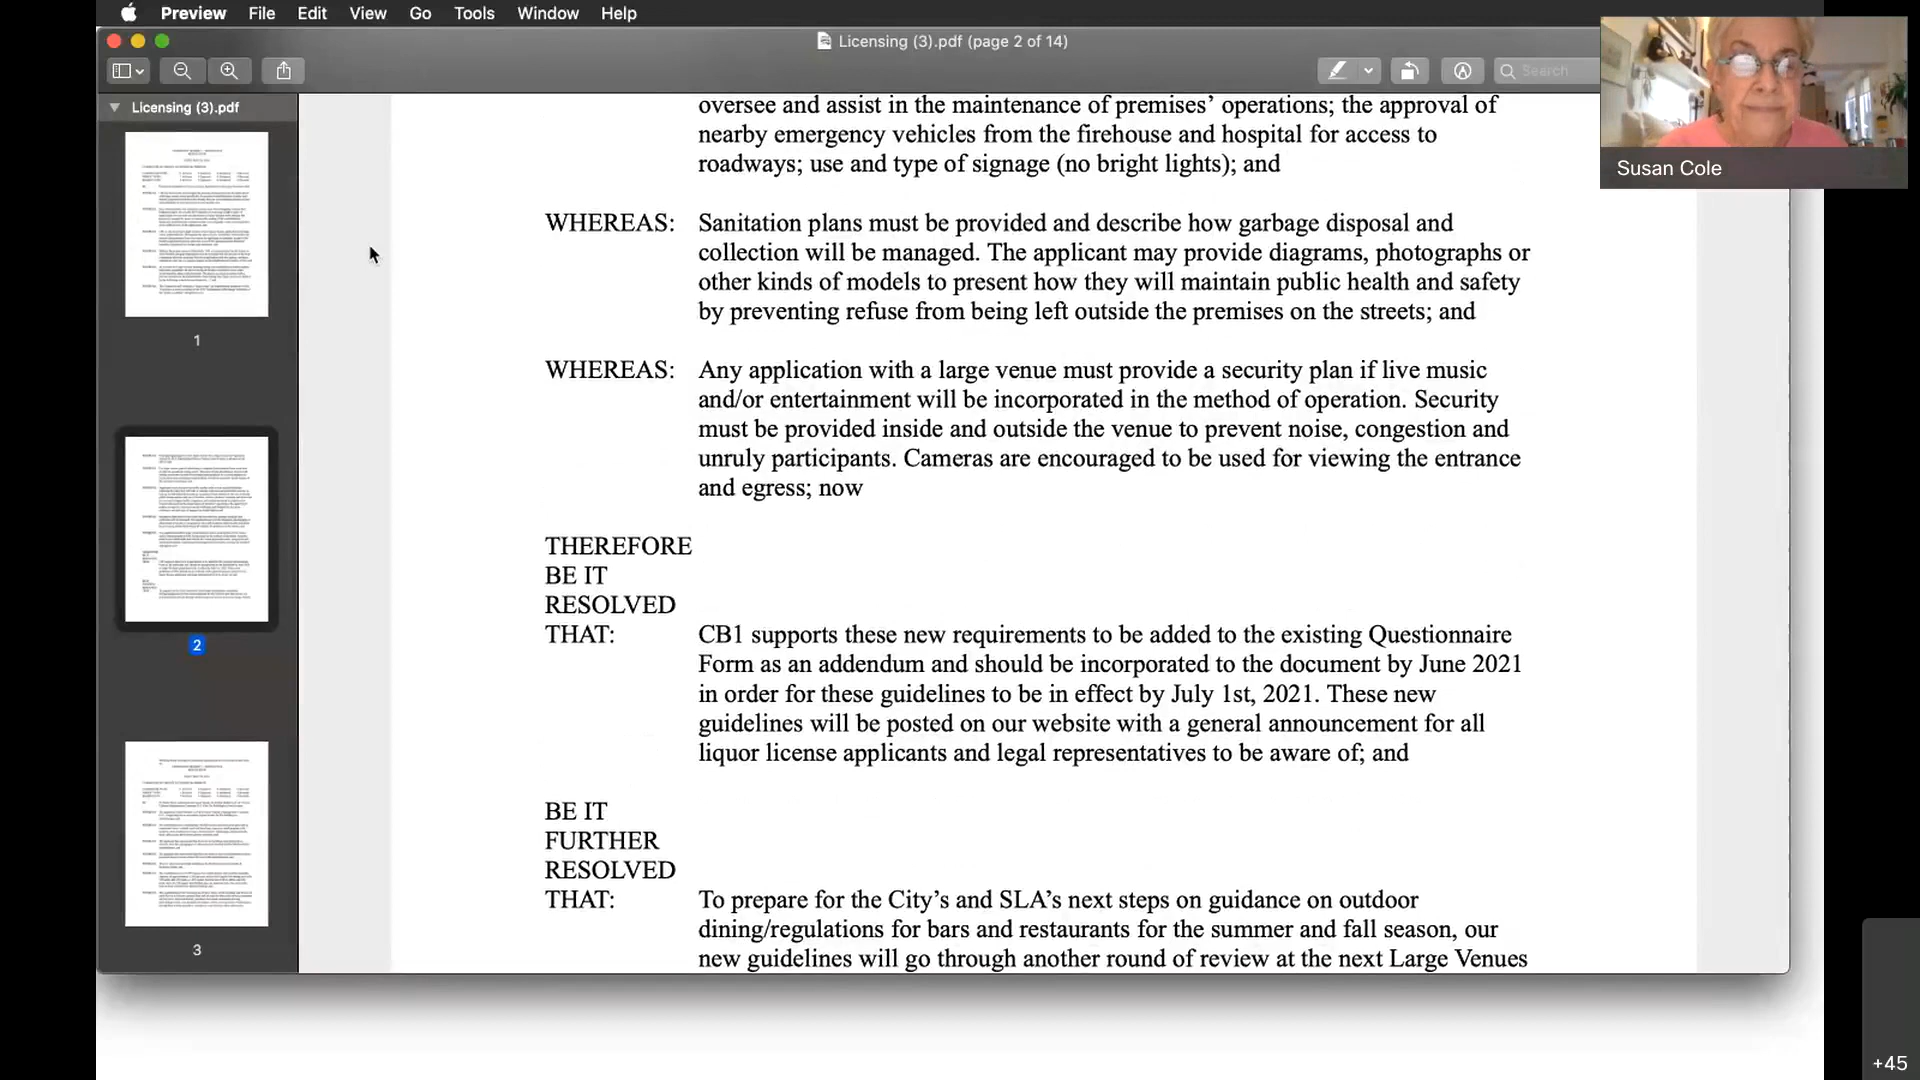 Preview File Edit View Go Tools Window Help
Licensing (3).pdf (page 2 of 14)
Search
Susan Cole
Licensing (3).pdf
1
2
3
oversee and assist in the maintenance of premises’ operations; the approval of
nearby emergency vehicles from the firehouse and hospital for access to
roadways; use and type of signage (no bright lights); and
WHEREAS: Sanitation plans must be provided and describe how garbage disposal and
collection will be managed. The applicant may provide diagrams, photographs or
other kinds of models to present how they will maintain public health and safety
by preventing refuse from being left outside the premises on the streets; and
WHEREAS: Any application with a large venue must provide a security plan if live music
and/or entertainment will be incorporated in the method of operation. Security
must be provided inside and outside the venue to prevent noise, congestion and
unruly participants. Cameras are encouraged to be used for viewing the entrance
and egress; now
THEREFORE
BE IT
RESOLVED
THAT: CB1 supports these new requirements to be added to the existing Questionnaire
Form as an addendum and should be incorporated to the document by June 2021
in order for these guidelines to be in effect by July 1st, 2021. These new
guidelines will be posted on our website with a general announcement for all
liquor license applicants and legal representatives to be aware of; and
BE IT
FURTHER
RESOLVED
THAT: To prepare for the City’s and SLA’s next steps on guidance on outdoor
dining/regulations for bars and restaurants for the summer and fall season, our
new guidelines will go through another round of review at the next Large Venues
+45